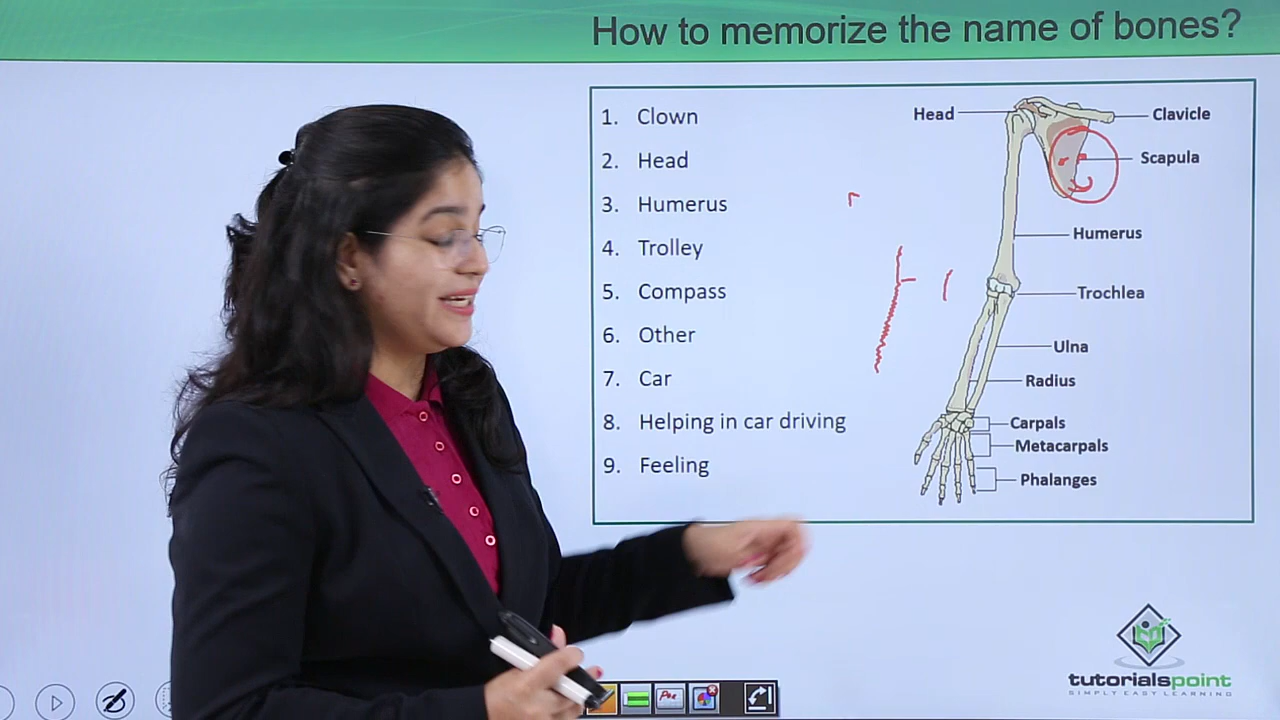 How to memorize the name of bones?
1. Clown
2. Head
3. Humerus
4. Trolley
5. Compass
6. Other
7. Car
8. Helping in car driving
9. Feeling
Head
Clavicle
Scapula
Humerus
Trochlea
Ulna
Radius
Carpals
Metacarpals
Phalanges
tutorialspoint
SIMPLY EASY LEARNING